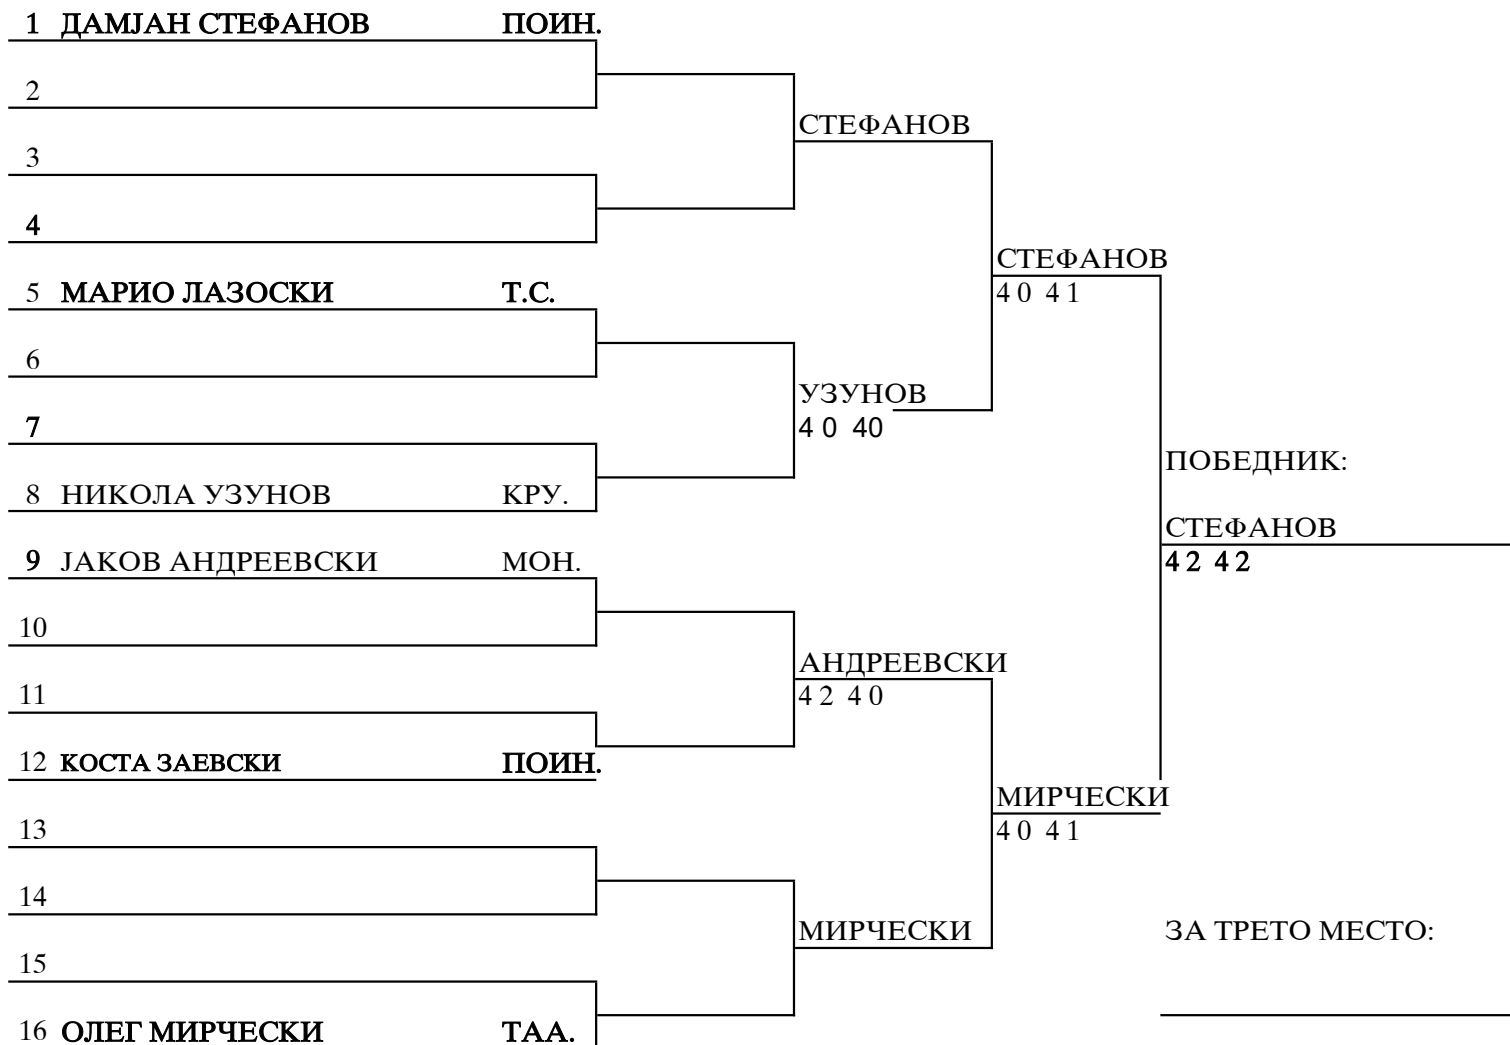 1 ДАМЈАН СТЕФАНОВ ПОИН.
2
СТЕФАНОВ
3
4
СТЕФАНОВ
5 МАРИО ЛАЗОСКИ Т.С.
4 0 4 1
6
УЗУНОВ
7
4 0 40
ПОБЕДНИК:
8 НИКОЛА УЗУНОВ КРУ.
СТЕФАНОВ
9 ЈАКОВ АНДРЕЕВСКИ МОН.
4 2 4 2
10
АНДРЕЕВСКИ
11
4 2 4 0
12 КОСТА ЗАЕВСКИ ПОИН.
МИРЧЕСКИ
13
4 0 4 1
14
МИРЧЕСКИ
ЗА ТРЕТО МЕСТО:
15
16 ОЛЕГ МИРЧЕСКИ ТАА.